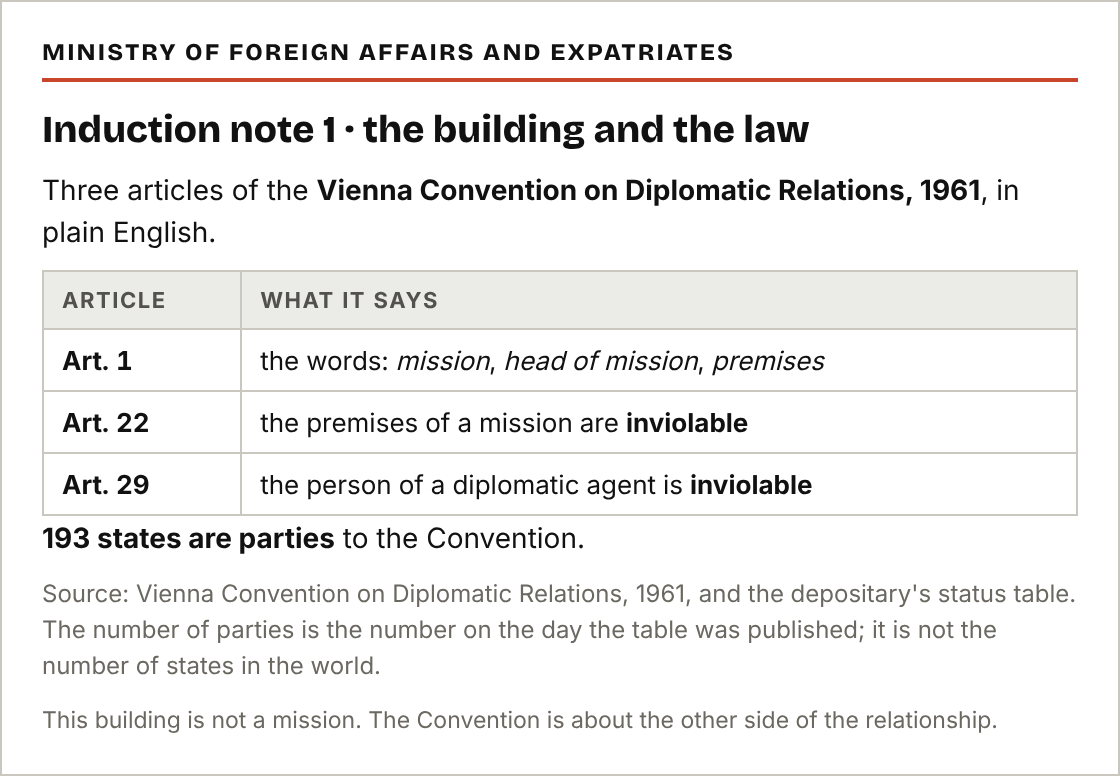 MINISTRY OF FOREIGN AFFAIRS AND EXPATRIATES
Induction note 1 · the building and the law
Three articles of the Vienna Convention on Diplomatic Relations, 1961, in
plain English.
ARTICLE WHAT IT SAYS
Art. 1 the words: mission, head of mission, premises
Art. 22 the premises of a mission are inviolable
Art. 29 the person of a diplomatic agent is inviolable
193 states are parties to the Convention.
Source: Vienna Convention on Diplomatic Relations, 1961, and the depositary's status table.
The number of parties is the number on the day the table was published; it is not the
number of states in the world.
This building is not a mission. The Convention is about the other side of the relationship.